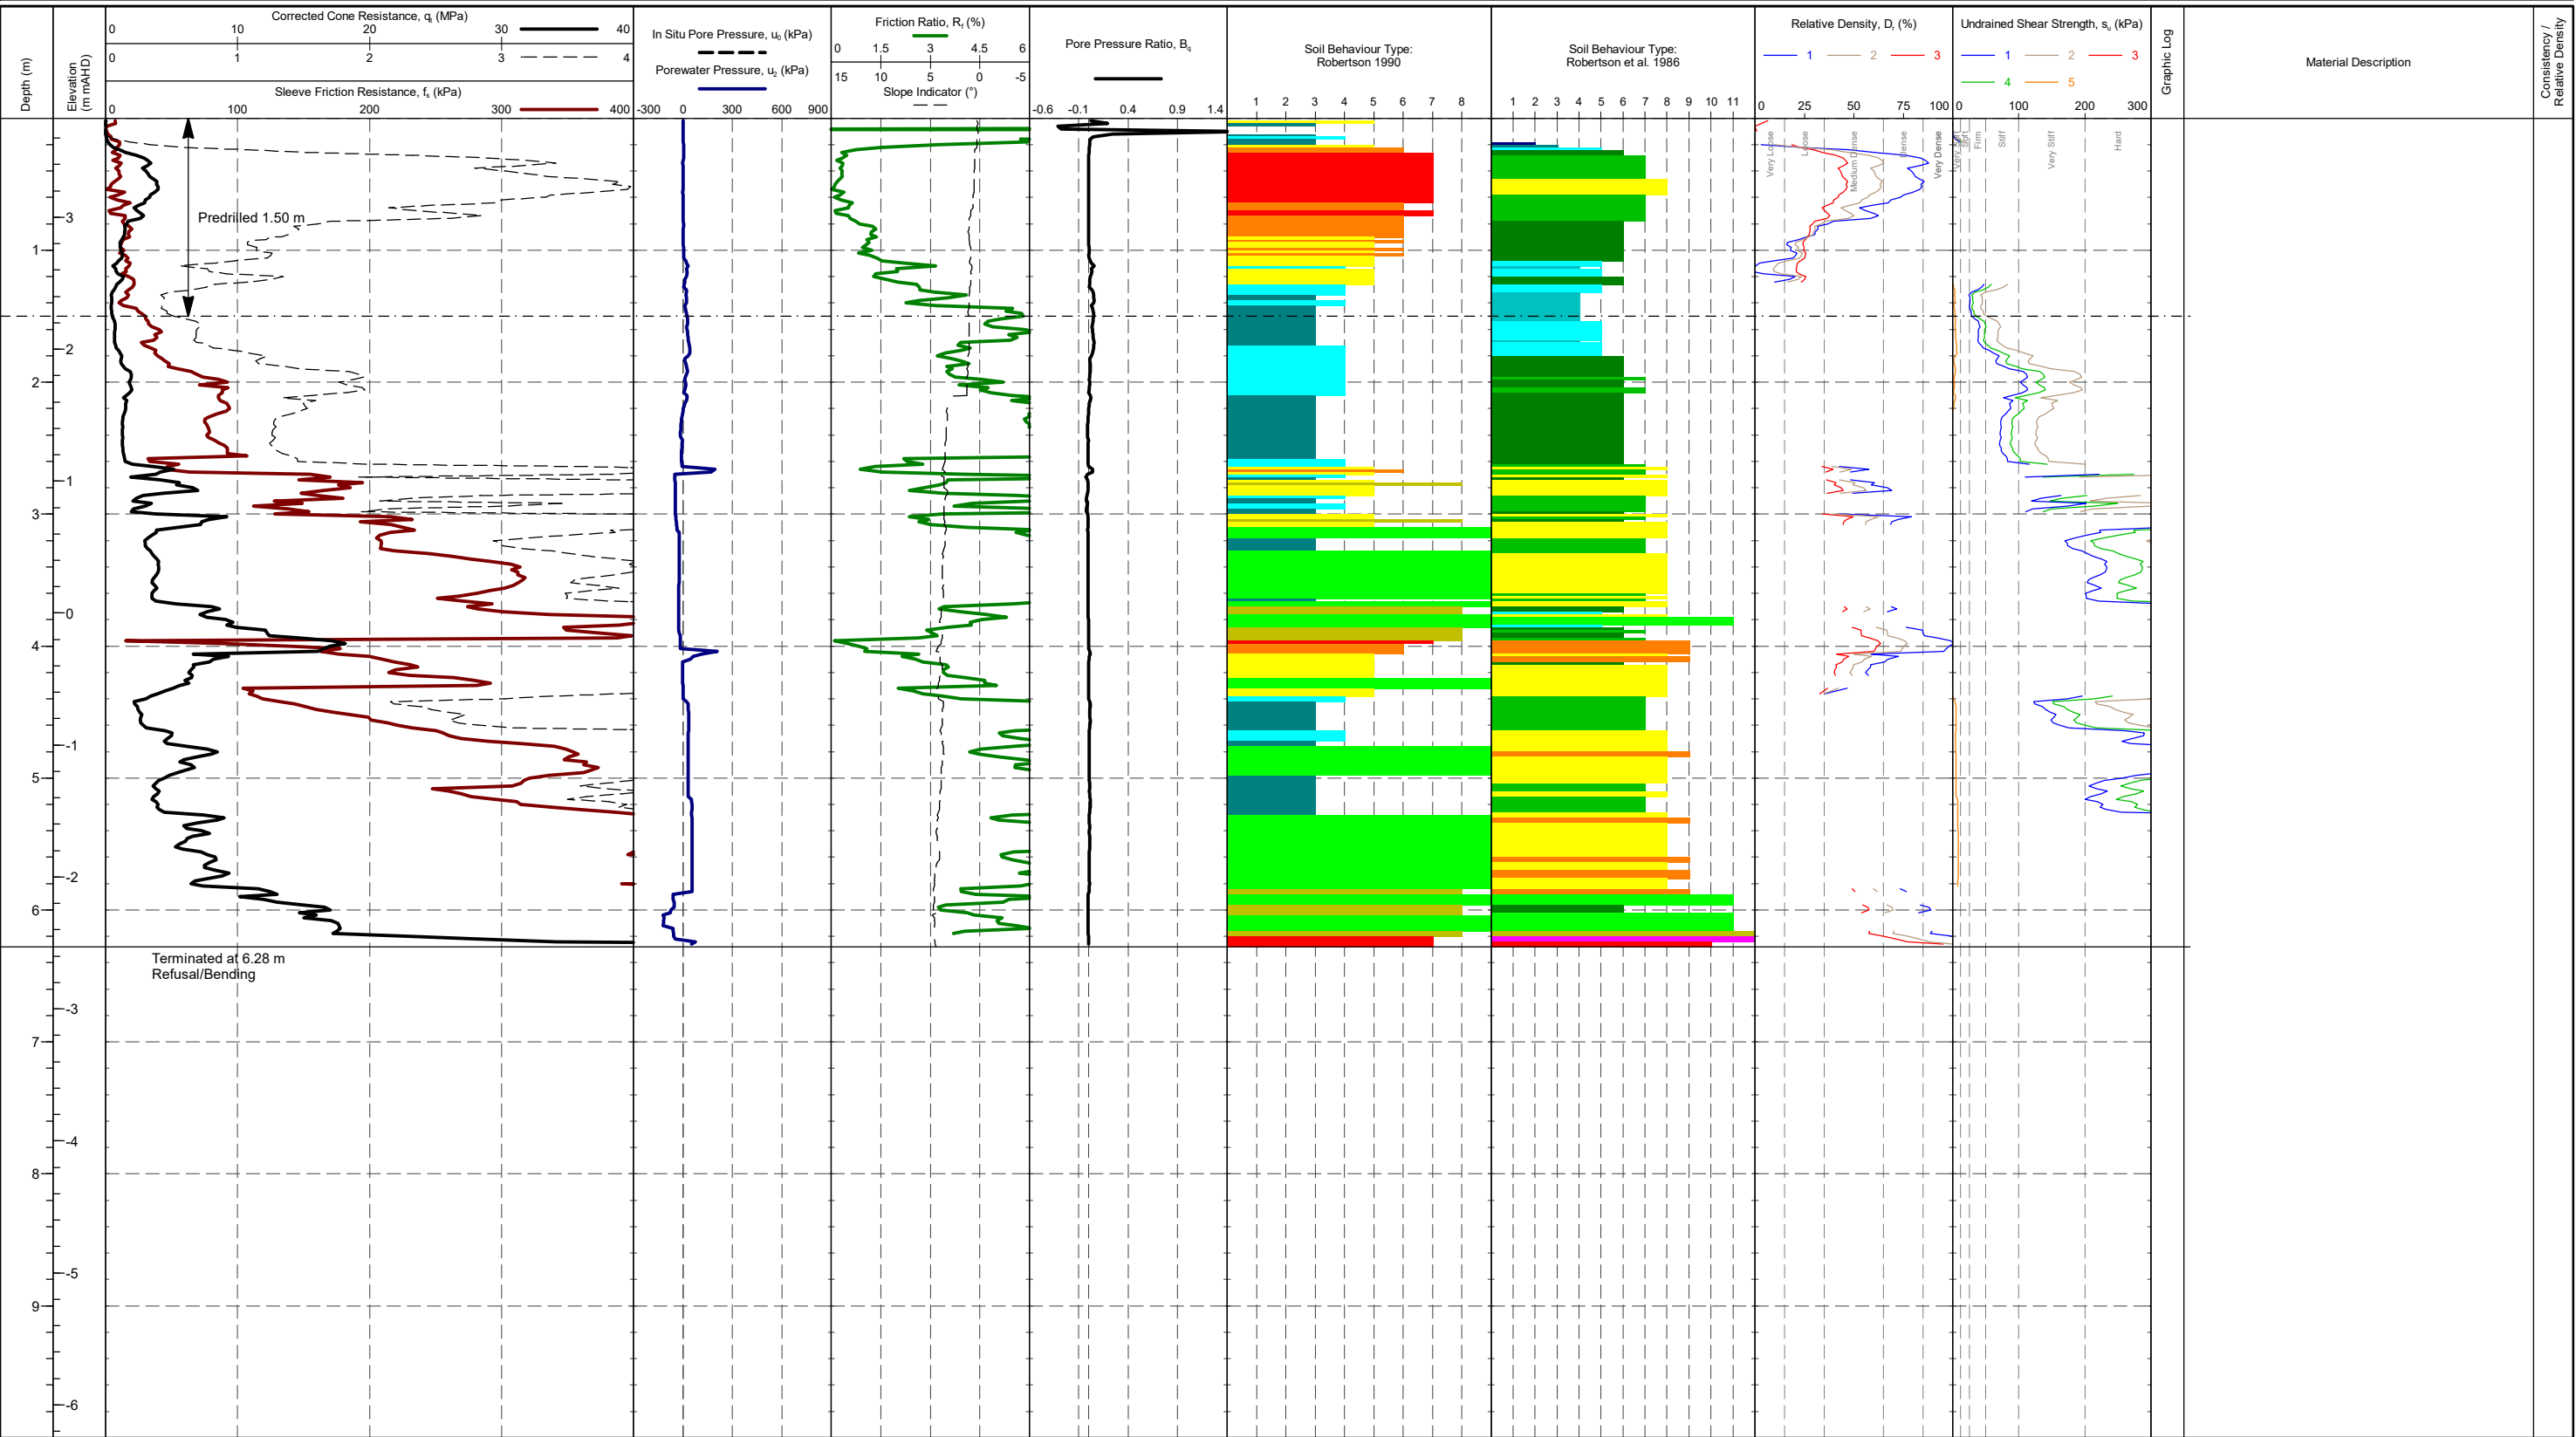 Depth (m)
Elevation
(m mAHD)
Corrected Cone Resistance, qt (MPa)
0 10 20 30 40
0 1 2 3 4
Sleeve Friction Resistance, fs (kPa)
0 100 200 300 400
In Situ Pore Pressure, u0 (kPa)
Porewater Pressure, u2 (kPa)
-300 0 300 600 900
Friction Ratio, Rf (%)
0 1.5 3 4.5 6
15 10 5 0 -5
Slope Indicator (°)
Pore Pressure Ratio, Bq
-0.6 -0.1 0.4 0.9 1.4
Soil Behaviour Type:
Robertson 1990
1 2 3 4 5 6 7 8
Soil Behaviour Type:
Robertson et al. 1986
1 2 3 4 5 6 7 8 9 10 11
Relative Density, Dr (%)
1 2 3
0 25 50 75 100
Undrained Shear Strength, su (kPa)
1 2 3
4 5
0 100 200 300
Graphic Log
Material Description
Consistency /
Relative Density
Very Loose
Loose
Medium Dense
Dense
Very Dense
Very Soft
Soft
Firm
Stiff
Very Stiff
Hard
Predrilled 1.50 m
3
1
2
2
1
3
0
4
-1
5
-2
6
Terminated at 6.28 m
Refusal/Bending
-3
7
-4
8
-5
9
-6